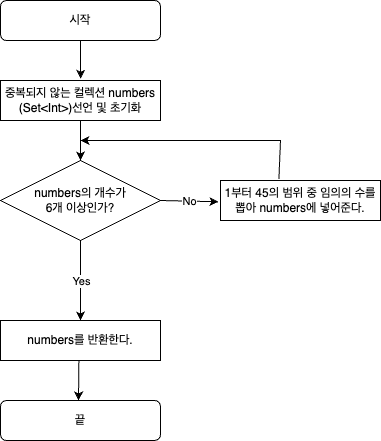 시작
중복되지 않는 컬렉션 numbers
(Set<Int>)선언 및 초기화
numbers의 개수가
6개 이상인가?
No
1부터 45의 범위 중 임의의 수를
뽑아 numbers에 넣어준다.
Yes
numbers를 반환한다.
끝